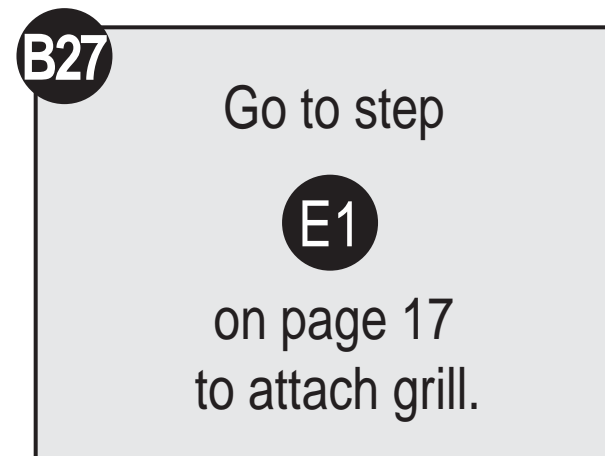 B27
Go to step
E1
on page 17
to attach grill.